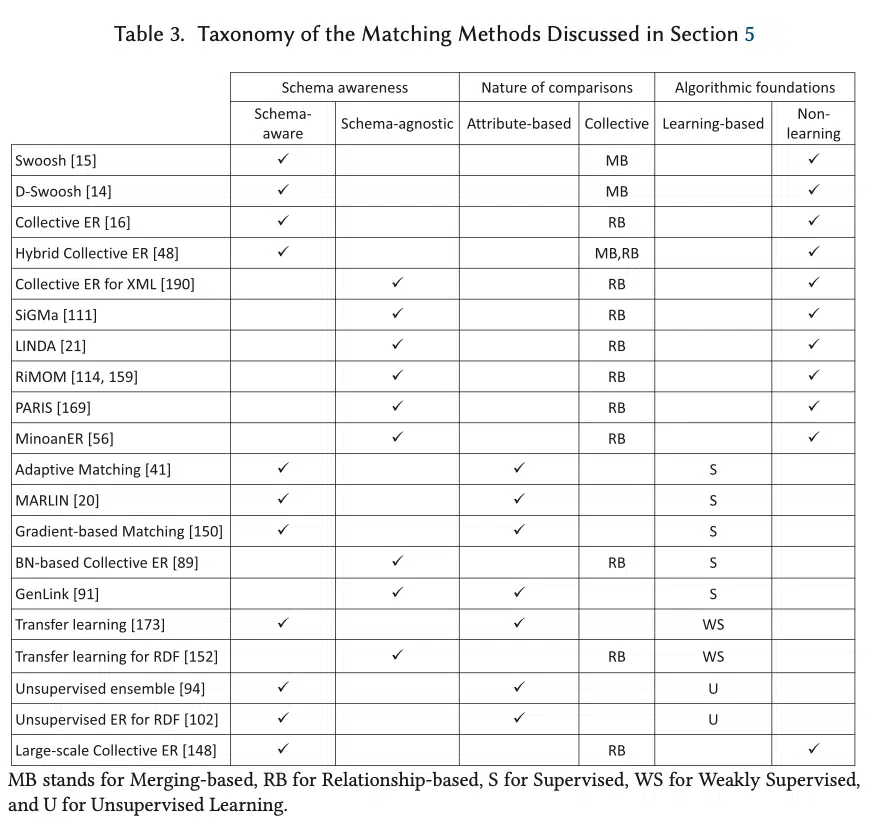 Table 3. Taxonomy of the Matching Methods Discussed in Section 5
Schema awareness Nature of comparisons Algorithmic foundations
Schema-aware Schema-agnostic Attribute-based Collective Learning-based Non-learning
Swoosh [15] ✓ MB ✓
D-Swoosh [14] ✓ MB ✓
Collective ER [16] ✓ RB ✓
Hybrid Collective ER [48] ✓ MB,RB ✓
Collective ER for XML [190] ✓ RB ✓
SiGMa [111] ✓ RB ✓
LINDA [21] ✓ RB ✓
RiMOM [114, 159] ✓ RB ✓
PARIS [169] ✓ RB ✓
MinoanER [56] ✓ RB ✓
Adaptive Matching [41] ✓ ✓ S
MARLIN [20] ✓ ✓ S
Gradient-based Matching [150] ✓ ✓ S
BN-based Collective ER [89] ✓ RB S
GenLink [91] ✓ ✓ S
Transfer learning [173] ✓ ✓ WS
Transfer learning for RDF [152] ✓ RB WS
Unsupervised ensemble [94] ✓ ✓ U
Unsupervised ER for RDF [102] ✓ ✓ U
Large-scale Collective ER [148] ✓ RB ✓
MB stands for Merging-based, RB for Relationship-based, S for Supervised, WS for Weakly Supervised,
and U for Unsupervised Learning.